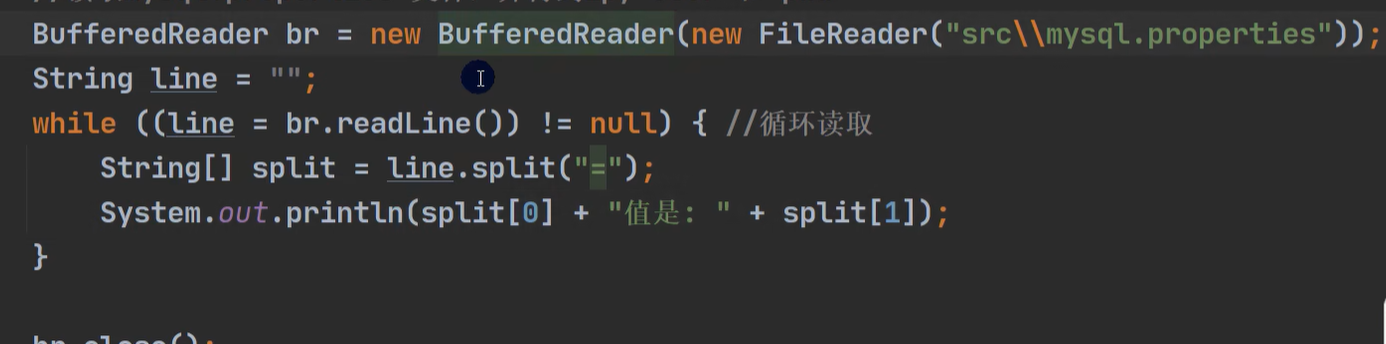 BufferedReader br = new BufferedReader(new FileReader("src\\mysql.properties"));
String line = "";
while ((line = br.readLine()) != null) { //循环读取
    String[] split = line.split("=");
    System.out.println(split[0] + "值是: " + split[1]);
}
br.close();